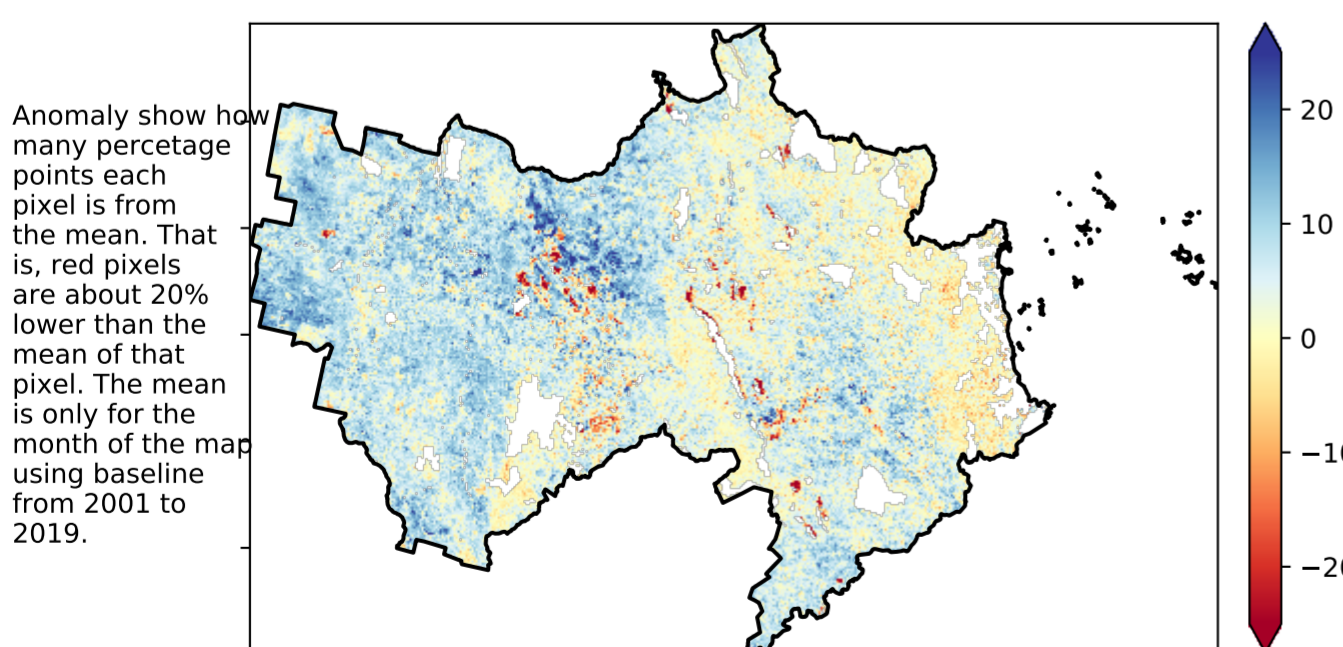 Anomaly show how
many percetage
points each
pixel is from
the mean. That
is, red pixels
are about 20%
lower than the
mean of that
pixel. The mean
is only for the
month of the map
using baseline
from 2001 to
2019.
20
10
0
−10
−20